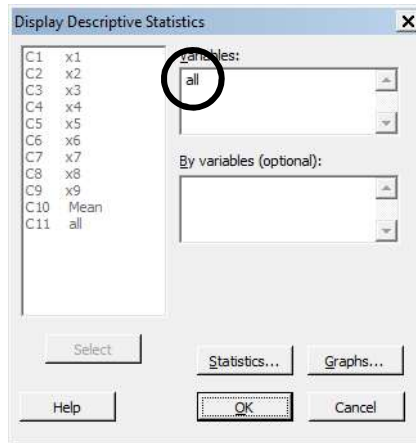 Display Descriptive Statistics
C1 x1
C2 x2
C3 x3
C4 x4
C5 x5
C6 x6
C7 x7
C8 x8
C9 x9
C10 Mean
C11 all
Variables:
all
By variables (optional):
Select
Statistics...
Graphs...
Help
OK
Cancel